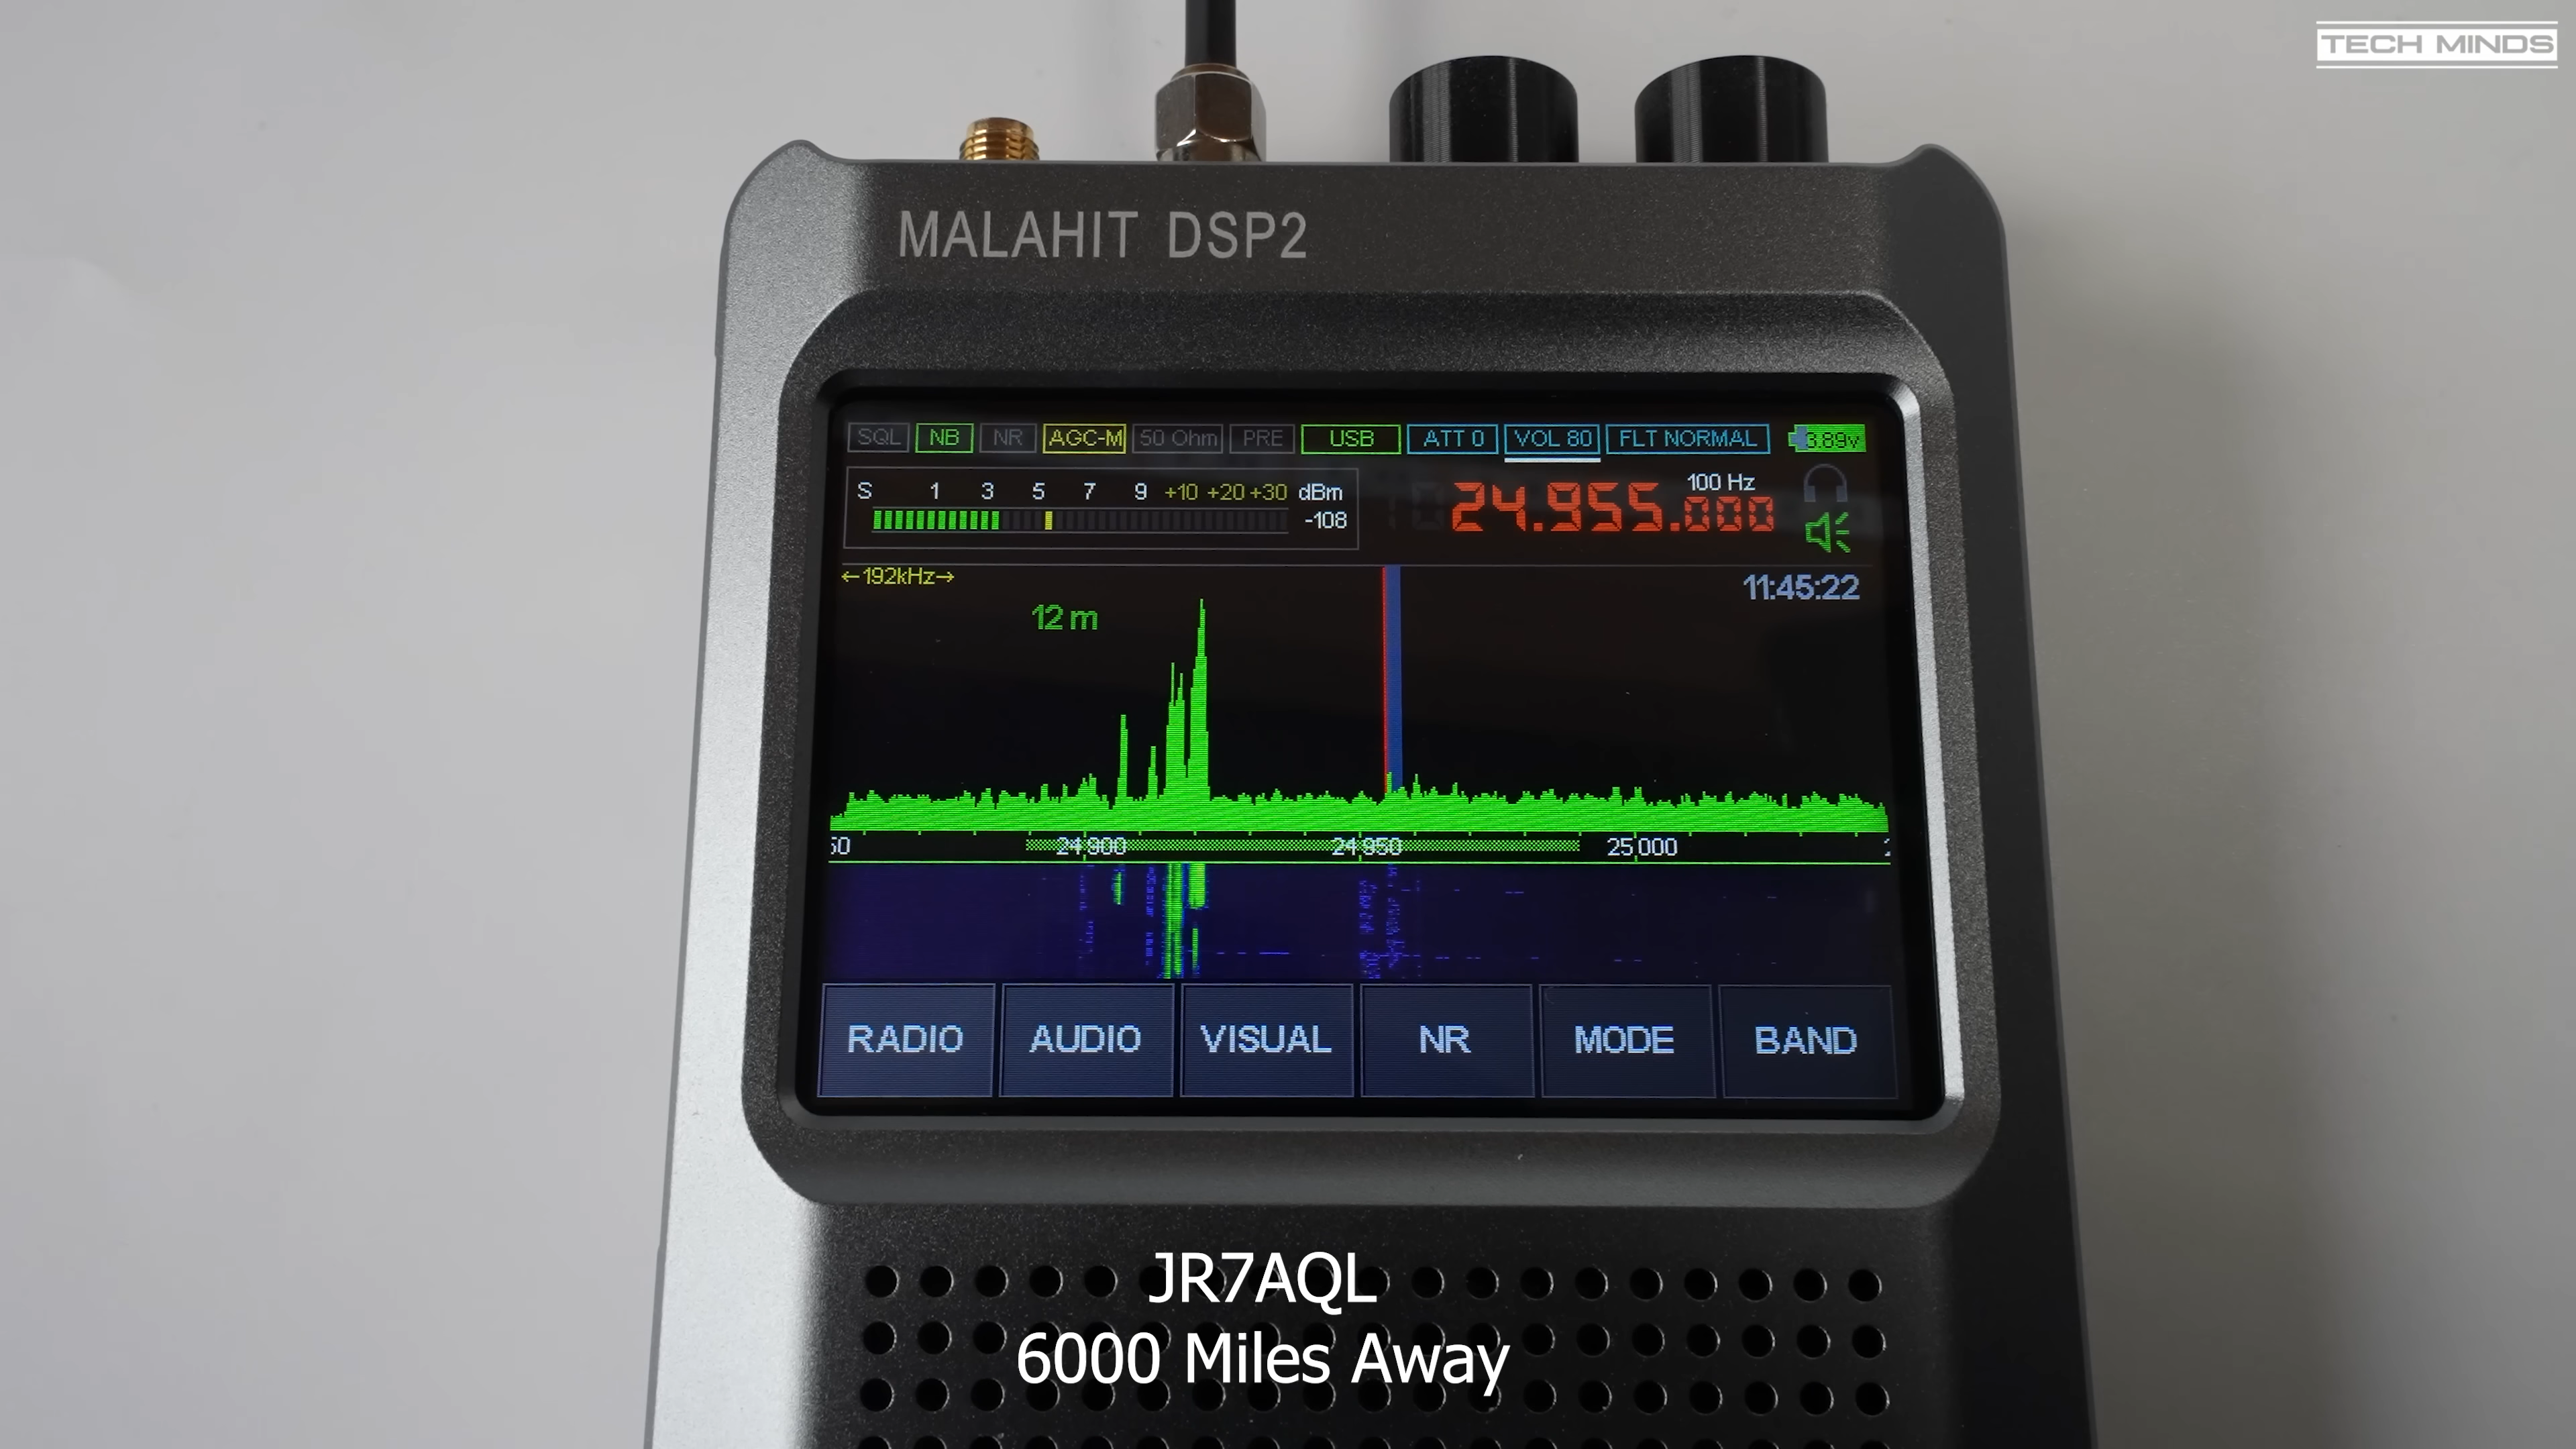 TECH MINDS
MALAHIT DSP2
SQL NB NR AGC-M 50 Ohm PRE USB ATT 0 VOL 80 FLT NORMAL 3.89v
S 1 3 5 7 9 +10 +20 +30 dBm
-108
100 Hz
24.955.000
←192kHz→
11:45:22
12 m
50 24,900 24,950 25,000
RADIO AUDIO VISUAL NR MODE BAND
JR7AQL
6000 Miles Away